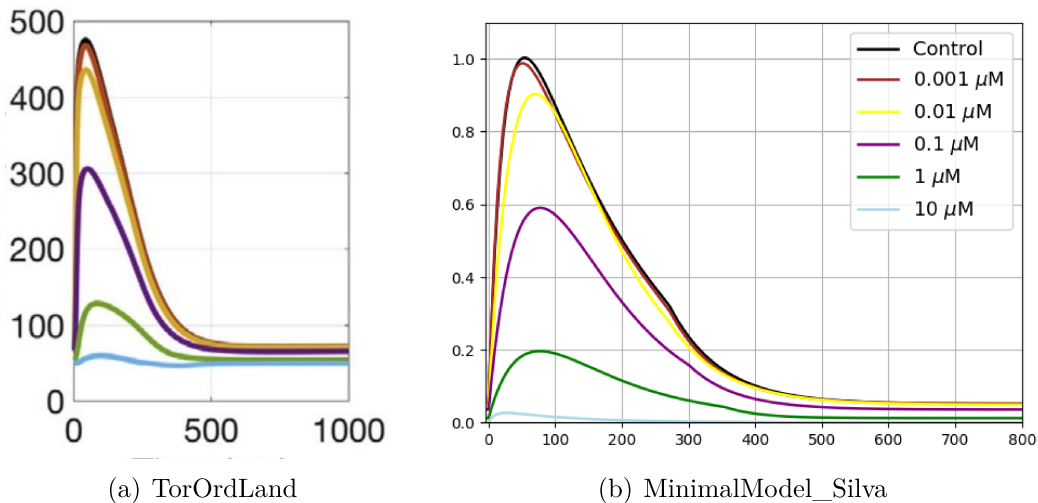 500
400
300
200
100
0
0 500 1000
1.0
0.8
0.6
0.4
0.2
0.0
0 100 200 300 400 500 600 700 800
Control
0.001 μM
0.01 μM
0.1 μM
1 μM
10 μM
(a) TorOrdLand
(b) MinimalModel_Silva